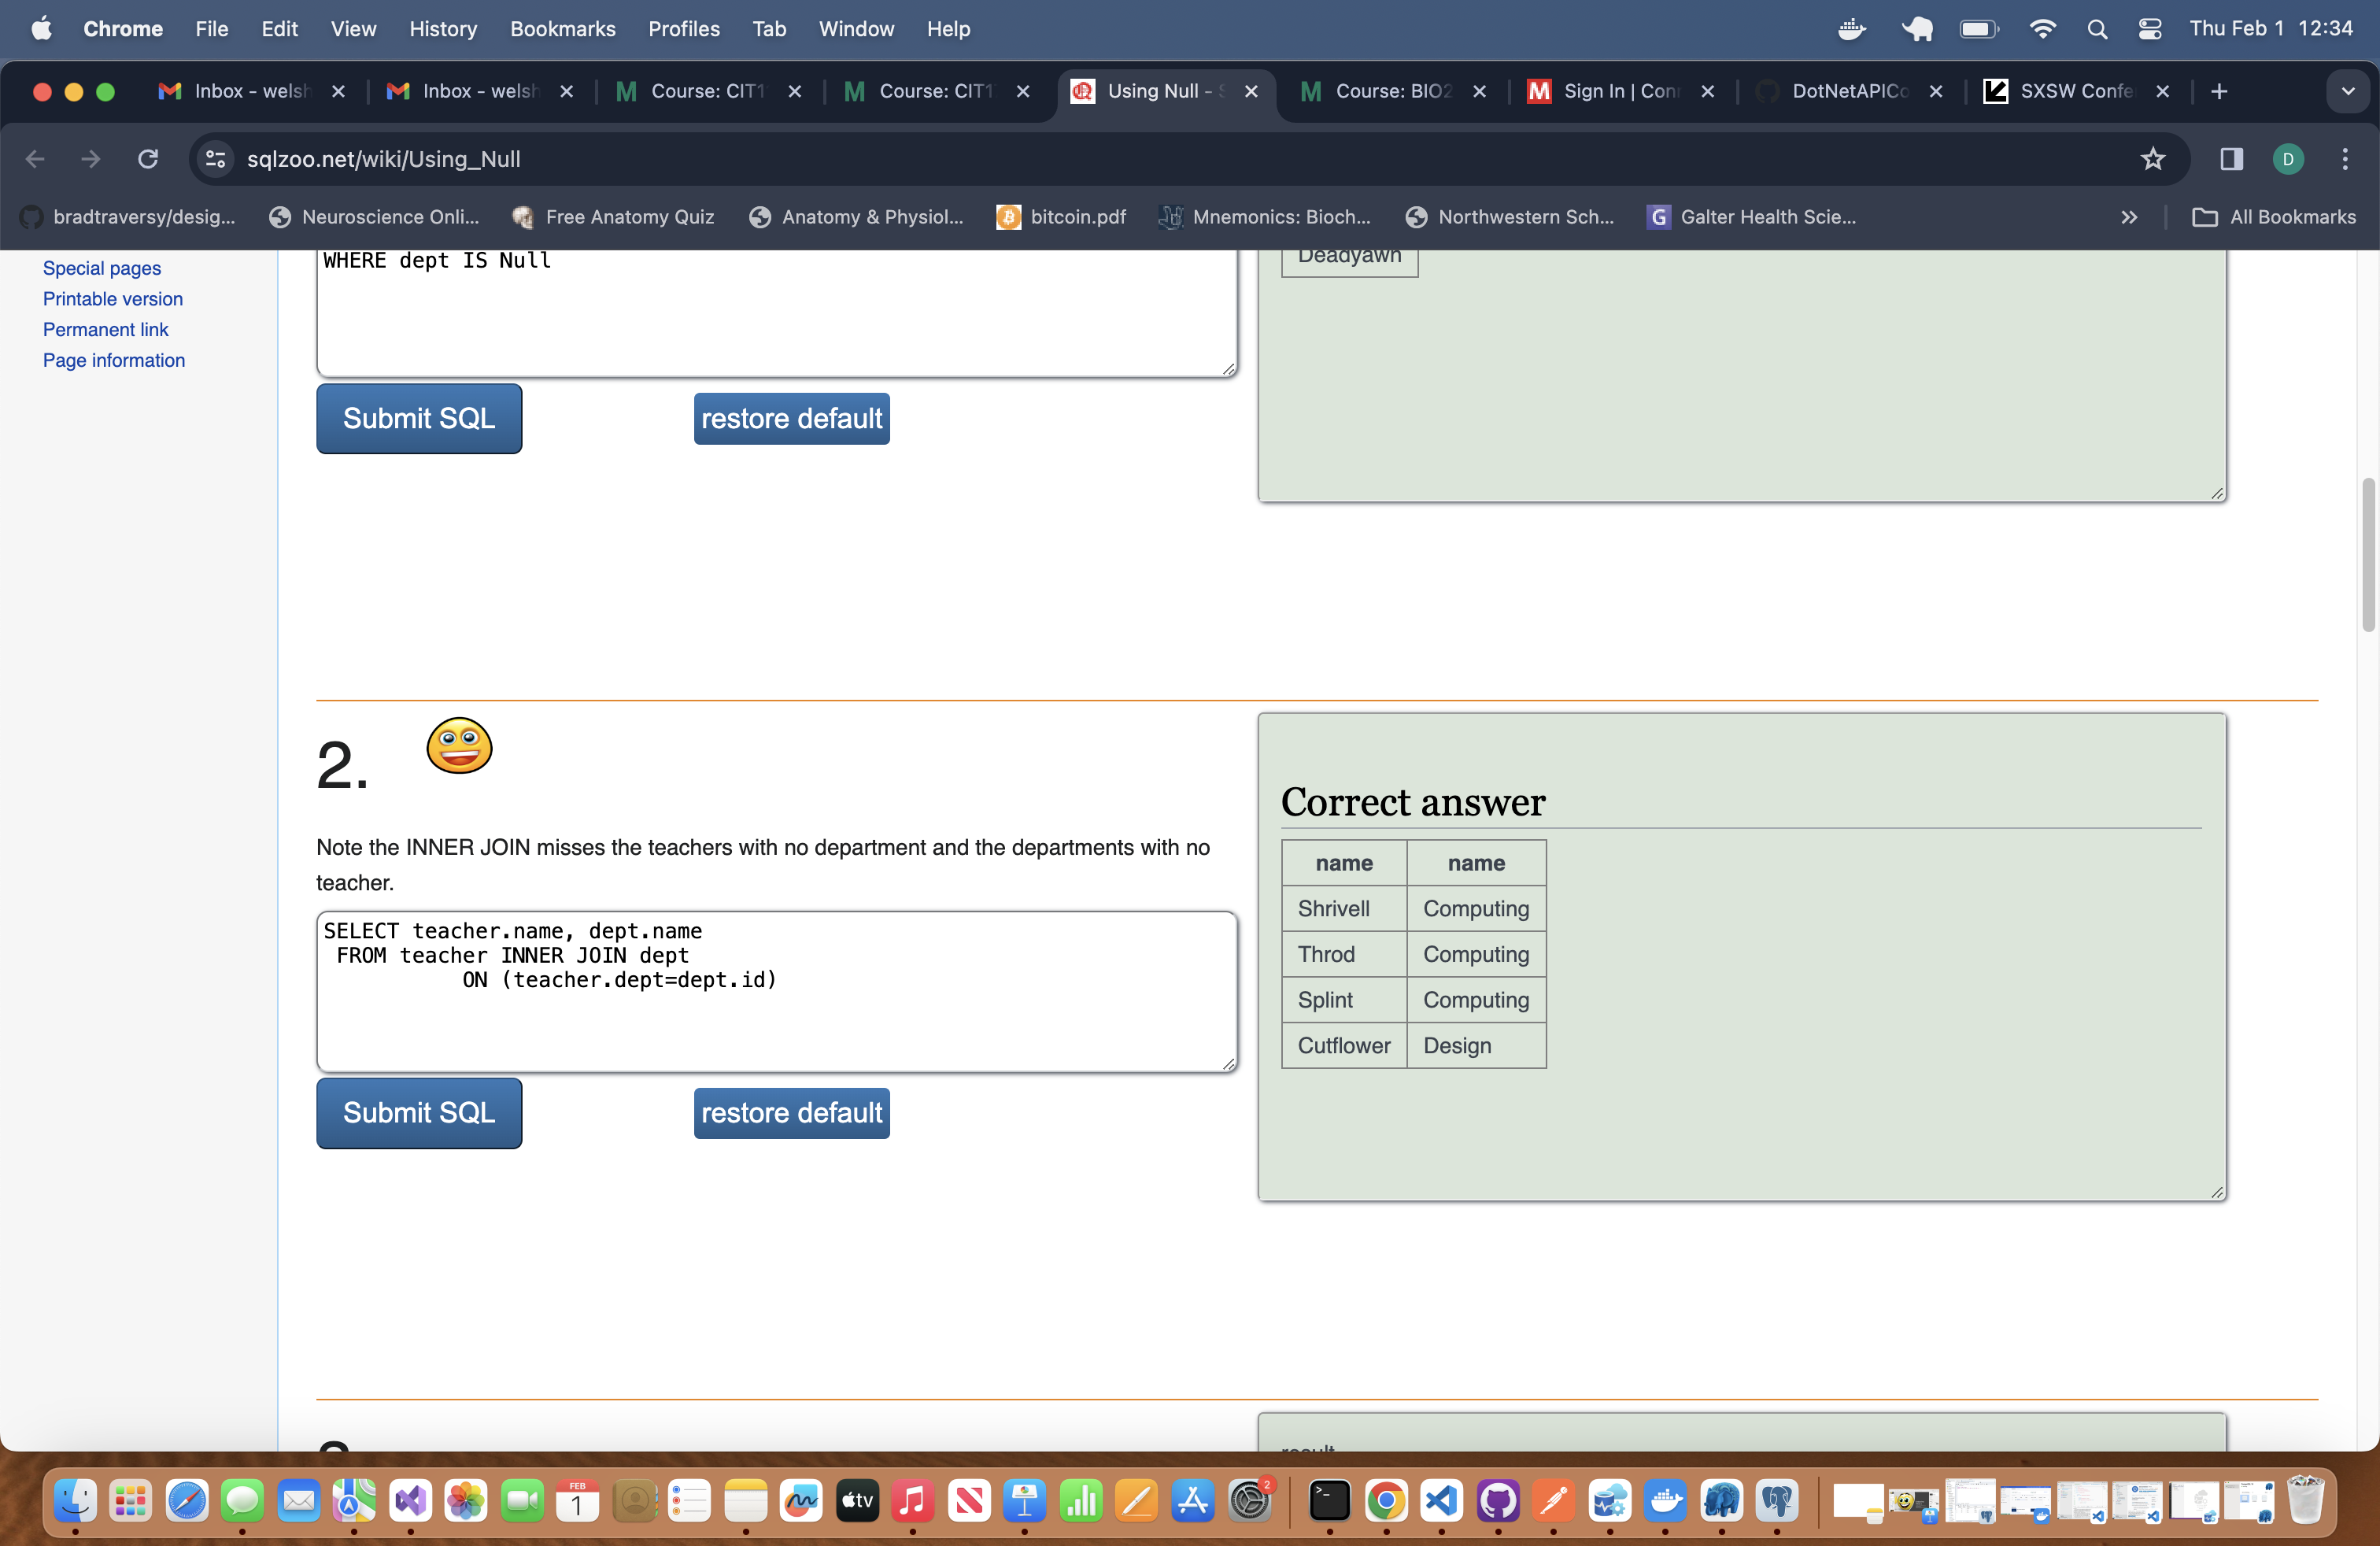 Chrome File Edit View History Bookmarks Profiles Tab Window Help Thu Feb 1 12:34
Inbox - welsh Inbox - welsh Course: CIT1 Course: CIT1 Using Null - S Course: BIO2 Sign In | Con DotNetAPICo SXSW Confe
sqlzoo.net/wiki/Using_Null D
bradtraversy/desig... Neuroscience Onli... Free Anatomy Quiz Anatomy & Physiol... bitcoin.pdf Mnemonics: Bioch... Northwestern Sch... G Galter Health Scie... » All Bookmarks
Special pages
Printable version
Permanent link
Page information
WHERE dept IS Null
Deadyawn
Submit SQL restore default
2.
Note the INNER JOIN misses the teachers with no department and the departments with no
teacher.
SELECT teacher.name, dept.name
FROM teacher INNER JOIN dept
ON (teacher.dept=dept.id)
Submit SQL restore default
Correct answer
name name
Shrivell Computing
Throd Computing
Splint Computing
Cutflower Design
result
FEB
1
tv
2